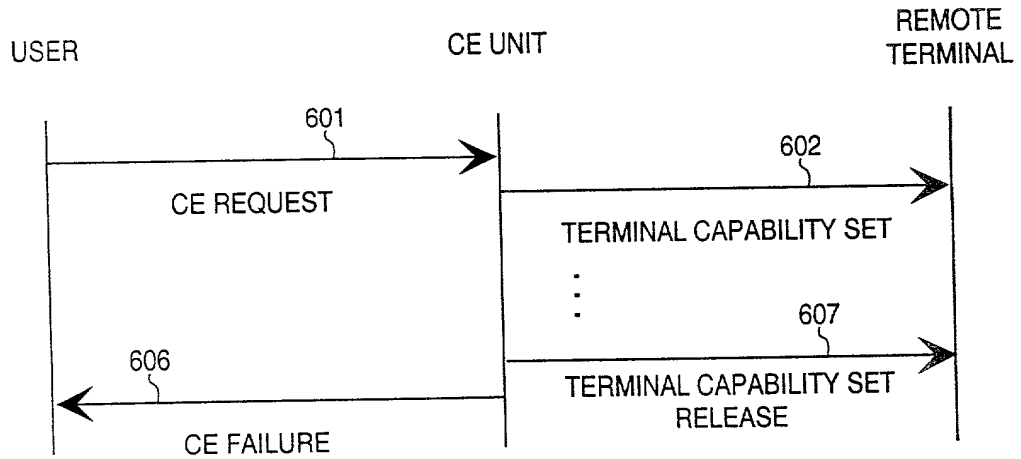 USER
CE UNIT
REMOTE
TERMINAL
601
CE REQUEST
602
TERMINAL CAPABILITY SET
607
TERMINAL CAPABILITY SET
RELEASE
606
CE FAILURE